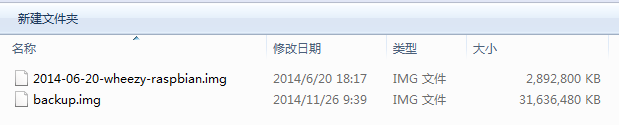 新建文件夹
名称 修改日期 类型 大小
2014-06-20-wheezy-raspbian.img 2014/6/20 18:17 IMG 文件 2,892,800 KB
backup.img 2014/11/26 9:39 IMG 文件 31,636,480 KB